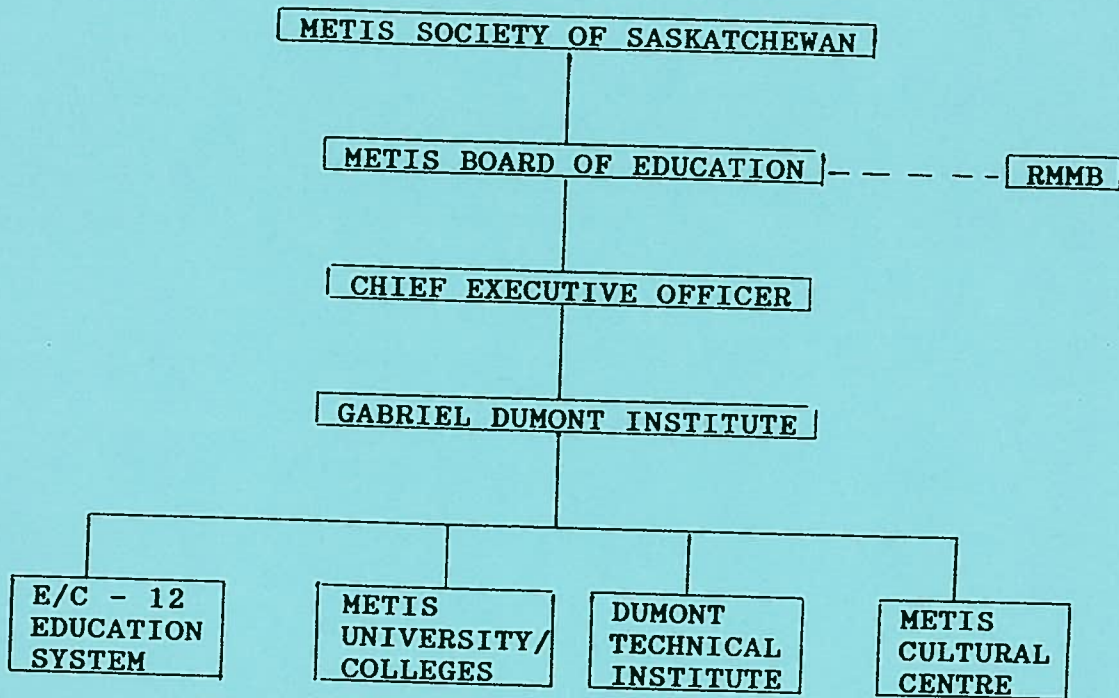 METIS SOCIETY OF SASKATCHEWAN
METIS BOARD OF EDUCATION
RMMB
CHIEF EXECUTIVE OFFICER
GABRIEL DUMONT INSTITUTE
E/C - 12
EDUCATION
SYSTEM
METIS
UNIVERSITY/
COLLEGES
DUMONT
TECHNICAL
INSTITUTE
METIS
CULTURAL
CENTRE